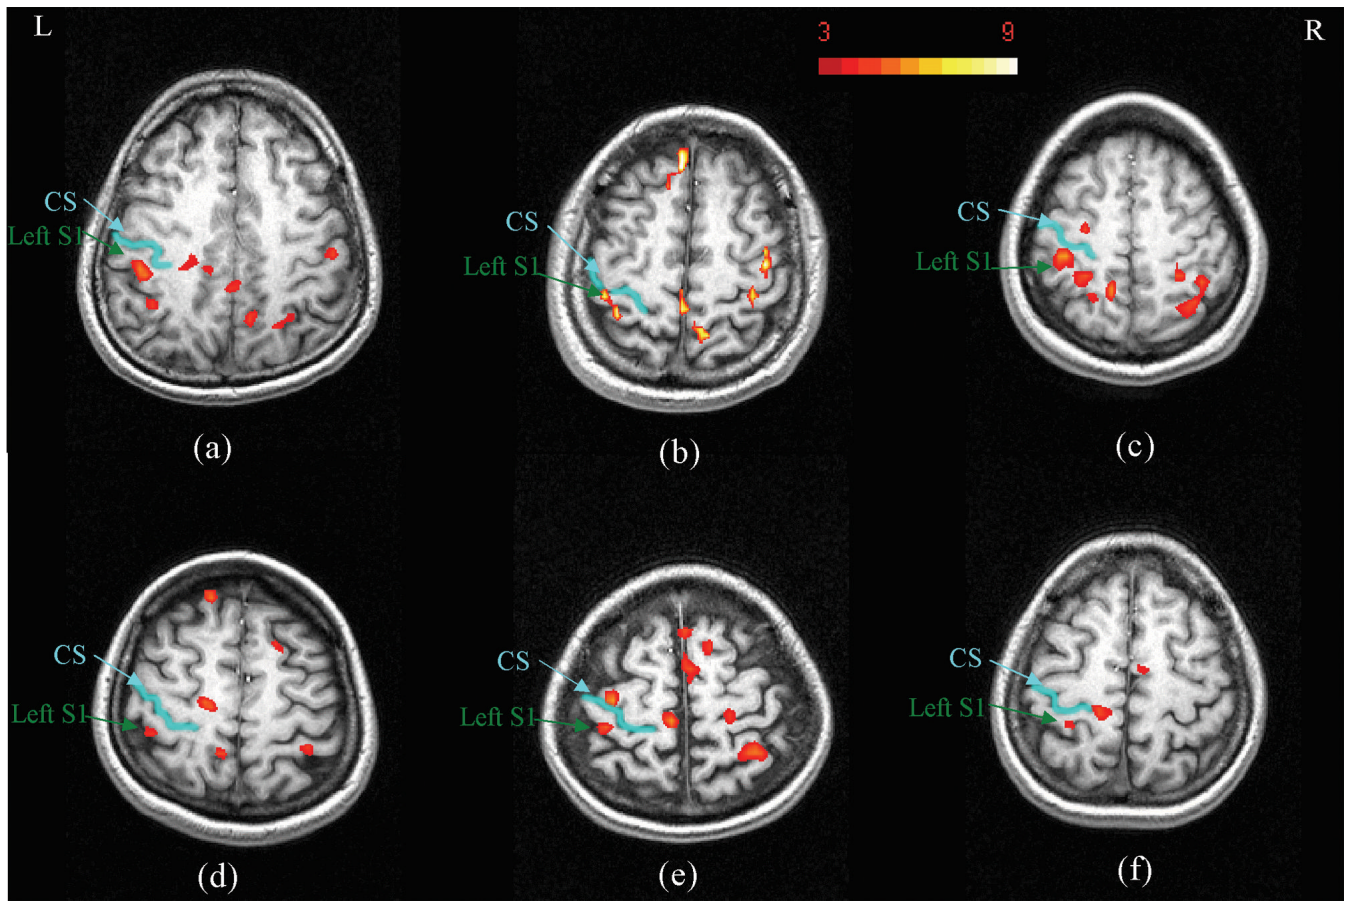 L
3 9
R
CS
Left S1
(a)
CS
Left S1
(b)
CS
Left S1
(c)
CS
Left S1
(d)
CS
Left S1
(e)
CS
Left S1
(f)